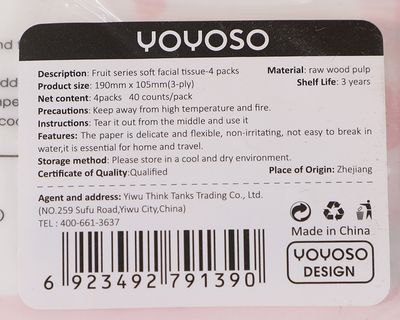 YOYOSO
Description: Fruit series soft facial tissue-4 packs
Material: raw wood pulp
Product size: 190mm x 105mm(3-ply)
Shelf Life: 3 years
Net content: 4packs 40 counts/pack
Precautions: Keep away from high temperature and fire.
Instructions: Tear it out from the middle and use it
Features: The paper is delicate and flexible, non-irritating, not easy to break in
water,it is essential for home and travel.
Storage method: Please store in a cool and dry environment.
Certificate of Quality:Qualified
Place of Origin: Zhejiang
Agent and address: Yiwu Think Tanks Trading Co., Ltd.
(NO.259 Sufu Road,Yiwu City,China)
TEL : 400-661-3637
Made in China
YOYOSO
DESIGN
6 923492 791390